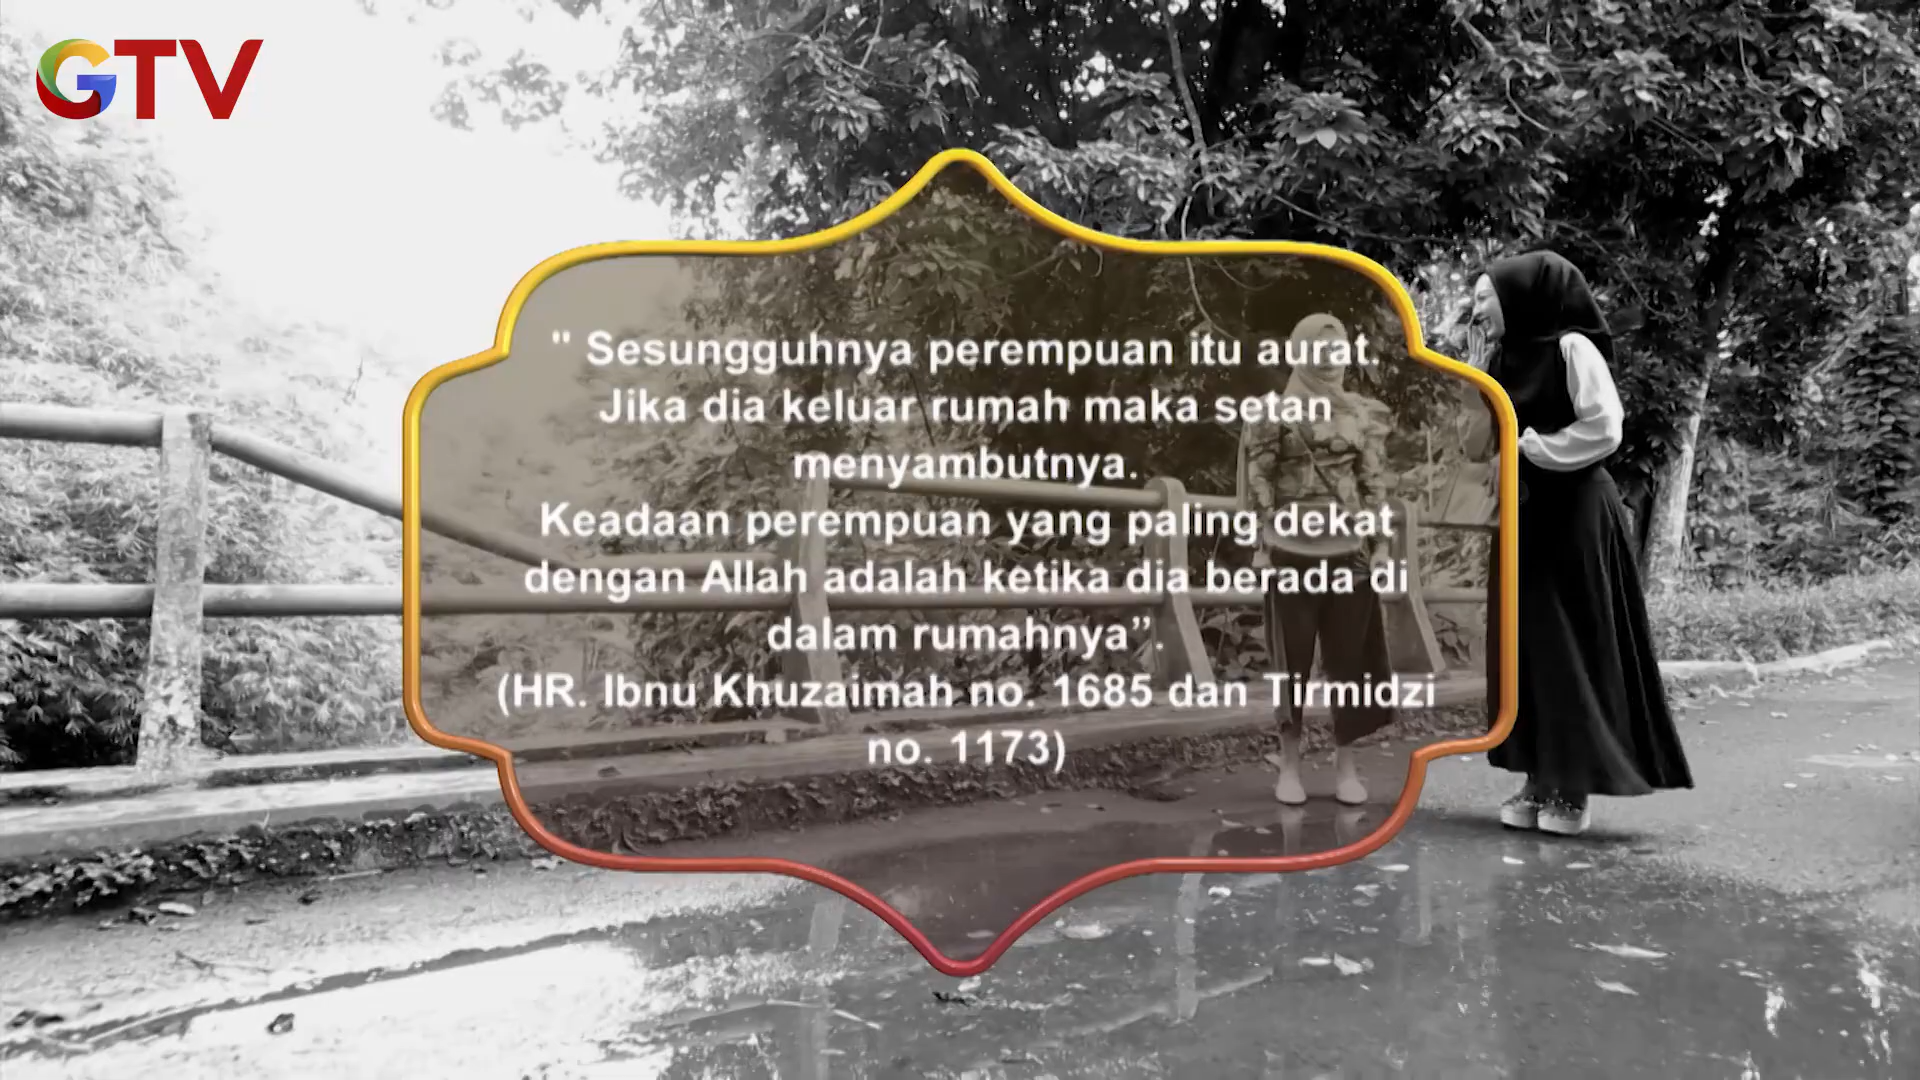 GTV
" Sesungguhnya perempuan itu aurat.
Jika dia keluar rumah maka setan
menyambutnya.
Keadaan perempuan yang paling dekat
dengan Allah adalah ketika dia berada di
dalam rumahnya”.
(HR. Ibnu Khuzaimah no. 1685 dan Tirmidzi
no. 1173)